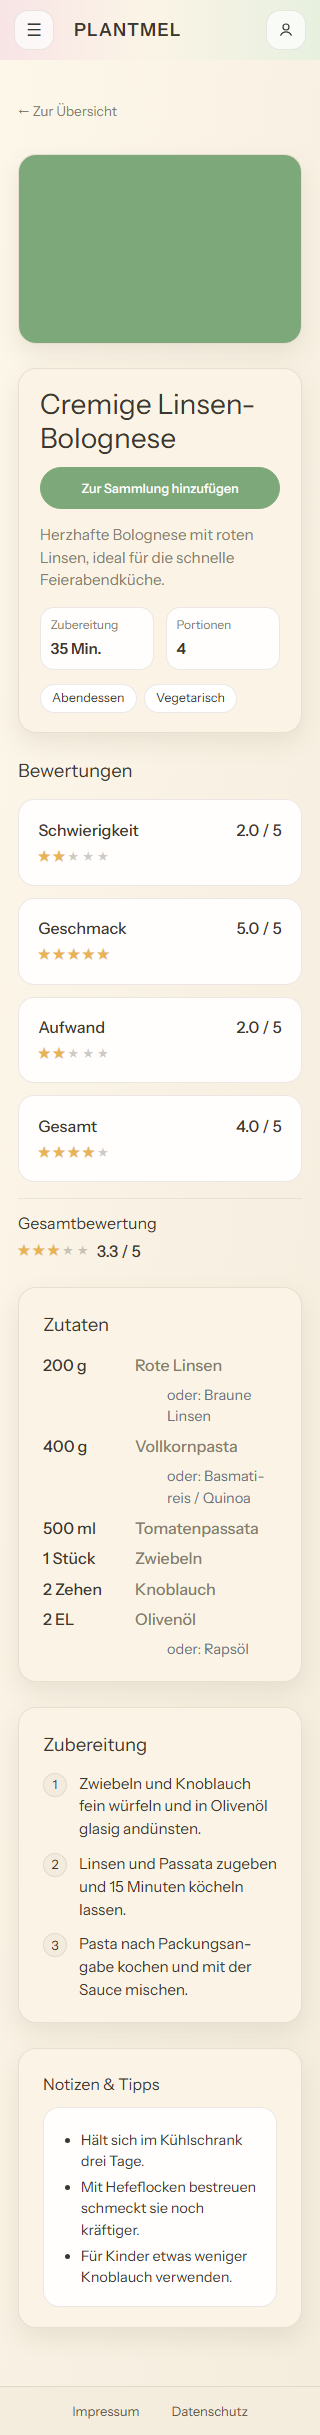 PLANTMEL
← Zur Übersicht
Cremige Linsen-
Bolognese
Zur Sammlung hinzufügen
Herzhafte Bolognese mit roten
Linsen, ideal für die schnelle
Feierabendküche.
Zubereitung
35 Min.
Portionen
4
Abendessen
Vegetarisch
Bewertungen
Schwierigkeit 2.0 / 5
★★★★★
Geschmack 5.0 / 5
★★★★★
Aufwand 2.0 / 5
★★★★★
Gesamt 4.0 / 5
★★★★★
Gesamtbewertung
★★★★★ 3.3 / 5
Zutaten
200 g Rote Linsen
oder: Braune
Linsen
400 g Vollkornpasta
oder: Basmati-
reis / Quinoa
500 ml Tomatenpassata
1 Stück Zwiebeln
2 Zehen Knoblauch
2 EL Olivenöl
oder: Rapsöl
Zubereitung
1 Zwiebeln und Knoblauch
fein würfeln und in Olivenöl
glasig andünsten.
2 Linsen und Passata zugeben
und 15 Minuten köcheln
lassen.
3 Pasta nach Packungsan-
gabe kochen und mit der
Sauce mischen.
Notizen & Tipps
• Hält sich im Kühlschrank
drei Tage.
• Mit Hefeflocken bestreuen
schmeckt sie noch
kräftiger.
• Für Kinder etwas weniger
Knoblauch verwenden.
Impressum Datenschutz